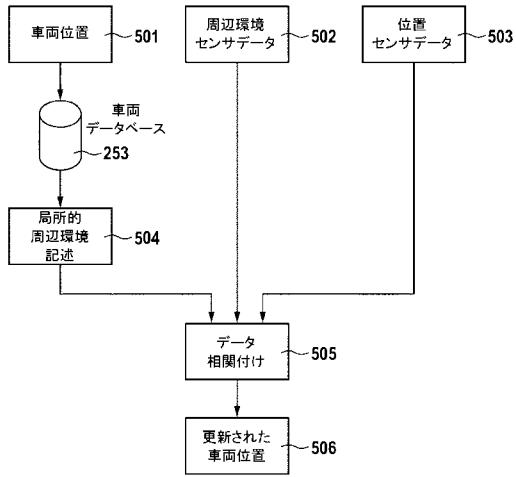 車両位置
501
周辺環境
センサデータ
502
位置
センサデータ
503
車両
データベース
253
局所的
周辺環境
記述
504
データ
相関付け
505
更新された
車両位置
506